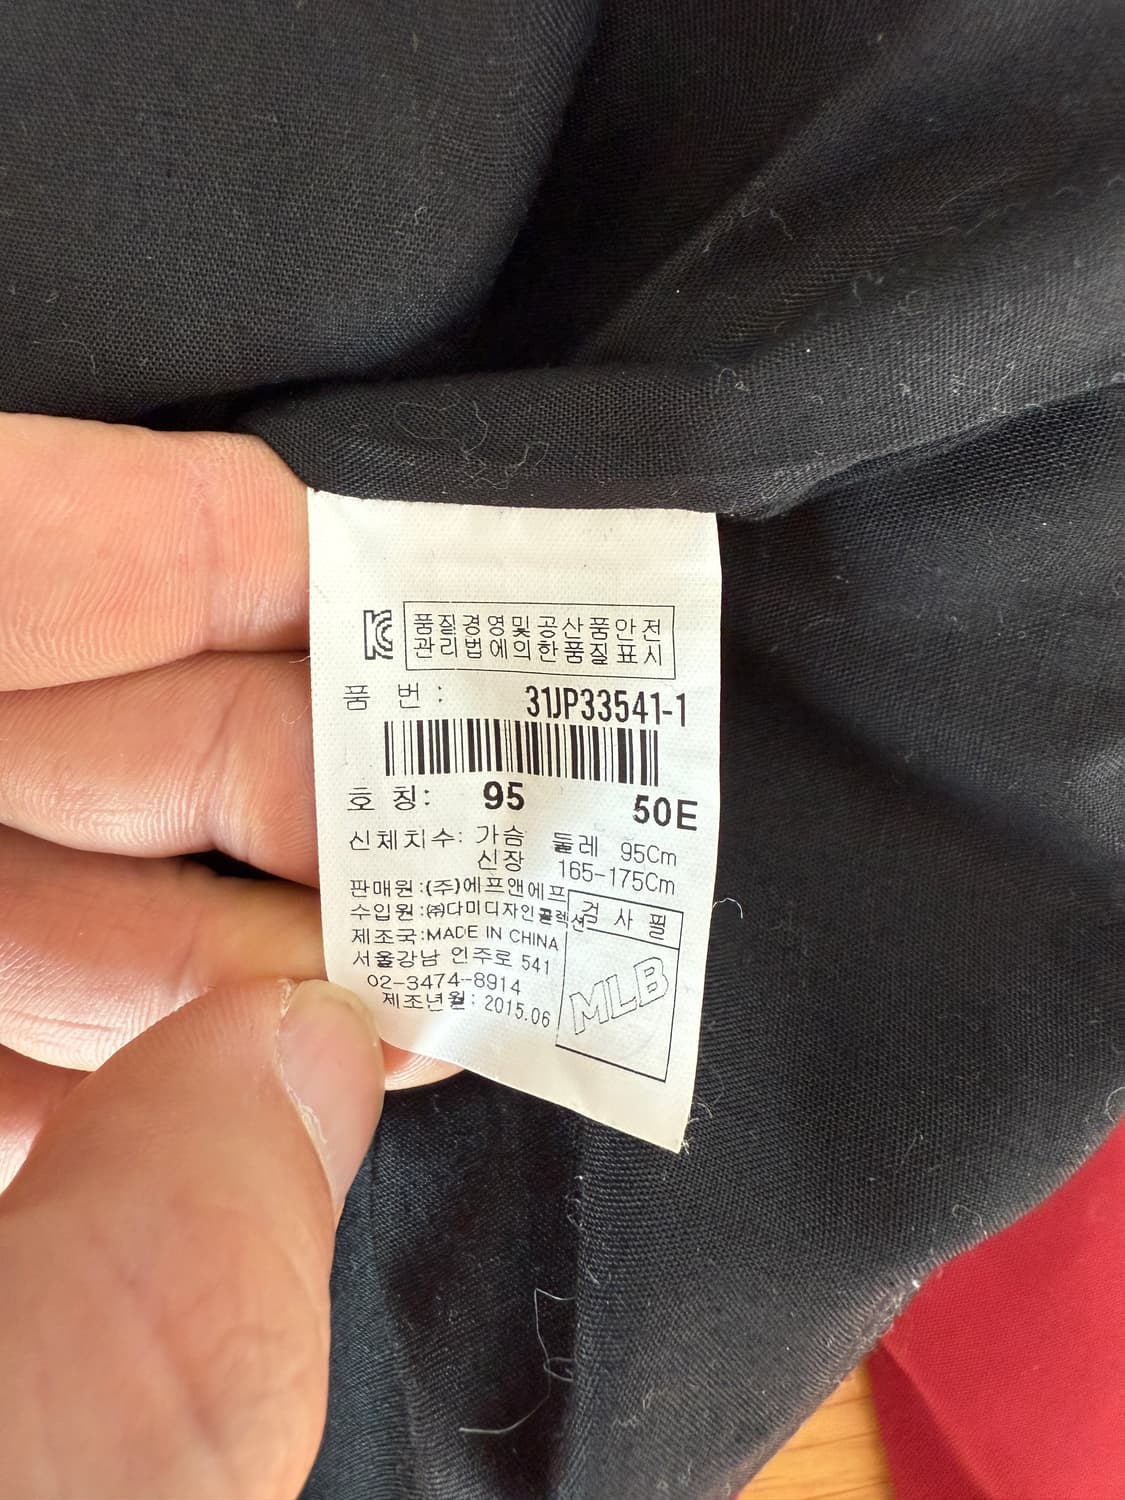 품질경영및공산품안전
관리법에의한품질표시
품 번 : 31JP33541-1
호 칭: 95 50E
신체치수: 가슴 둘레 95Cm
신장 165-175Cm
판매원:(주)에프앤에프
수입원:㈜다미디자인콜렉션
제조국:MADE IN CHINA
서울강남 언주로 541
02-3474-8914
제조년월: 2015.06
검 사 필
MLB